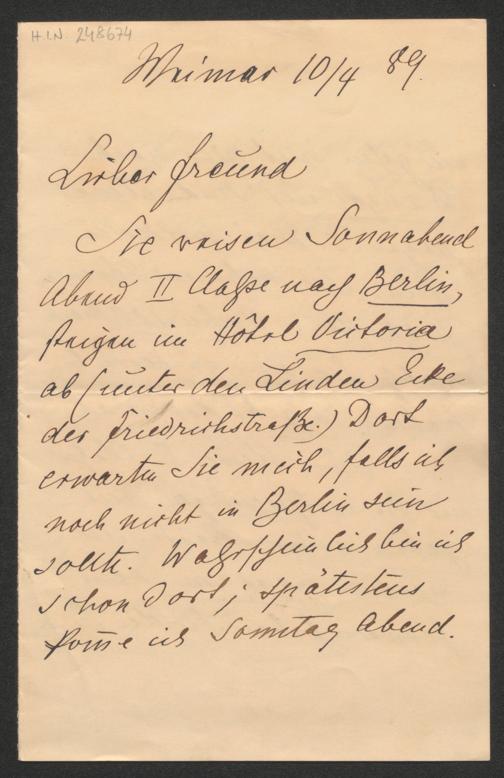 H.I.N. 248674
Weimar 10/4 89.
Lieber Freund
Sie reisen Sonnabend
Abend II Classe nach Berlin,
steigen im Hôtel Victoria
ab (unter den Linden Ecke
der Friedrichstraße.) Dort
erwarten Sie mich, falls ich
noch nicht in Berlin sein
sollte. Wahrscheinlich bin ich
schon dort; spätestens
kom̅e ich Sonntag Abend.